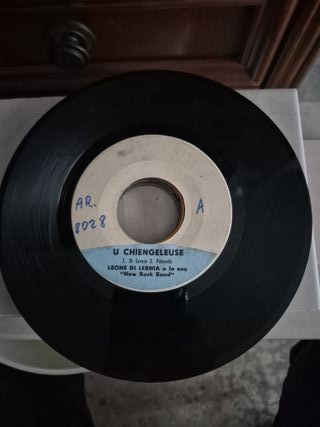 AR. 8028
A
U CHIENGELEUSE
L. Di Lernia S. Palumbo
LEONE DI LERNIA e la sua
"New Rock Band"